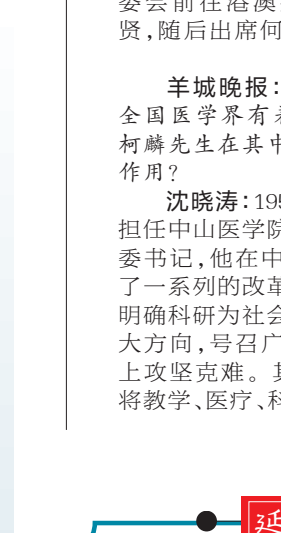 委会前往港澳
贤，随后出席何
羊城晚报：
全国医学界有着
柯麟先生在其中
作用？
沈晓涛：195
担任中山医学院
委书记，他在中
了一系列的改革
明确科研为社会
大方向，号召广
上攻坚克难。其
将教学、医疗、科
延